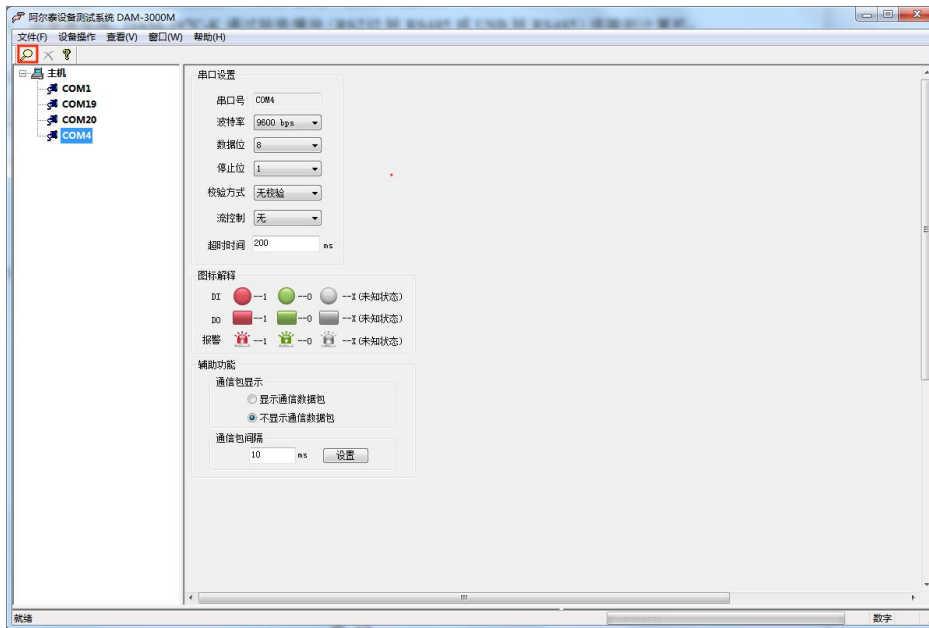 阿尔泰设备测试系统 DAM-3000M
文件(F) 设备操作 查看(V) 窗口(W) 帮助(H)
主机
COM1
COM19
COM20
COM4
串口设置
串口号 COM4
波特率 9600 bps
数据位 8
停止位 1
校验方式 无校验
流控制 无
超时时间 200 ms
图标解释
DI --1 --0 --X(未知状态)
DO --1 --0 --X(未知状态)
报警 --1 --0 --X(未知状态)
辅助功能
通信包显示
显示通信数据包
不显示通信数据包
通信包间隔
10 ms 设置
就绪 数字